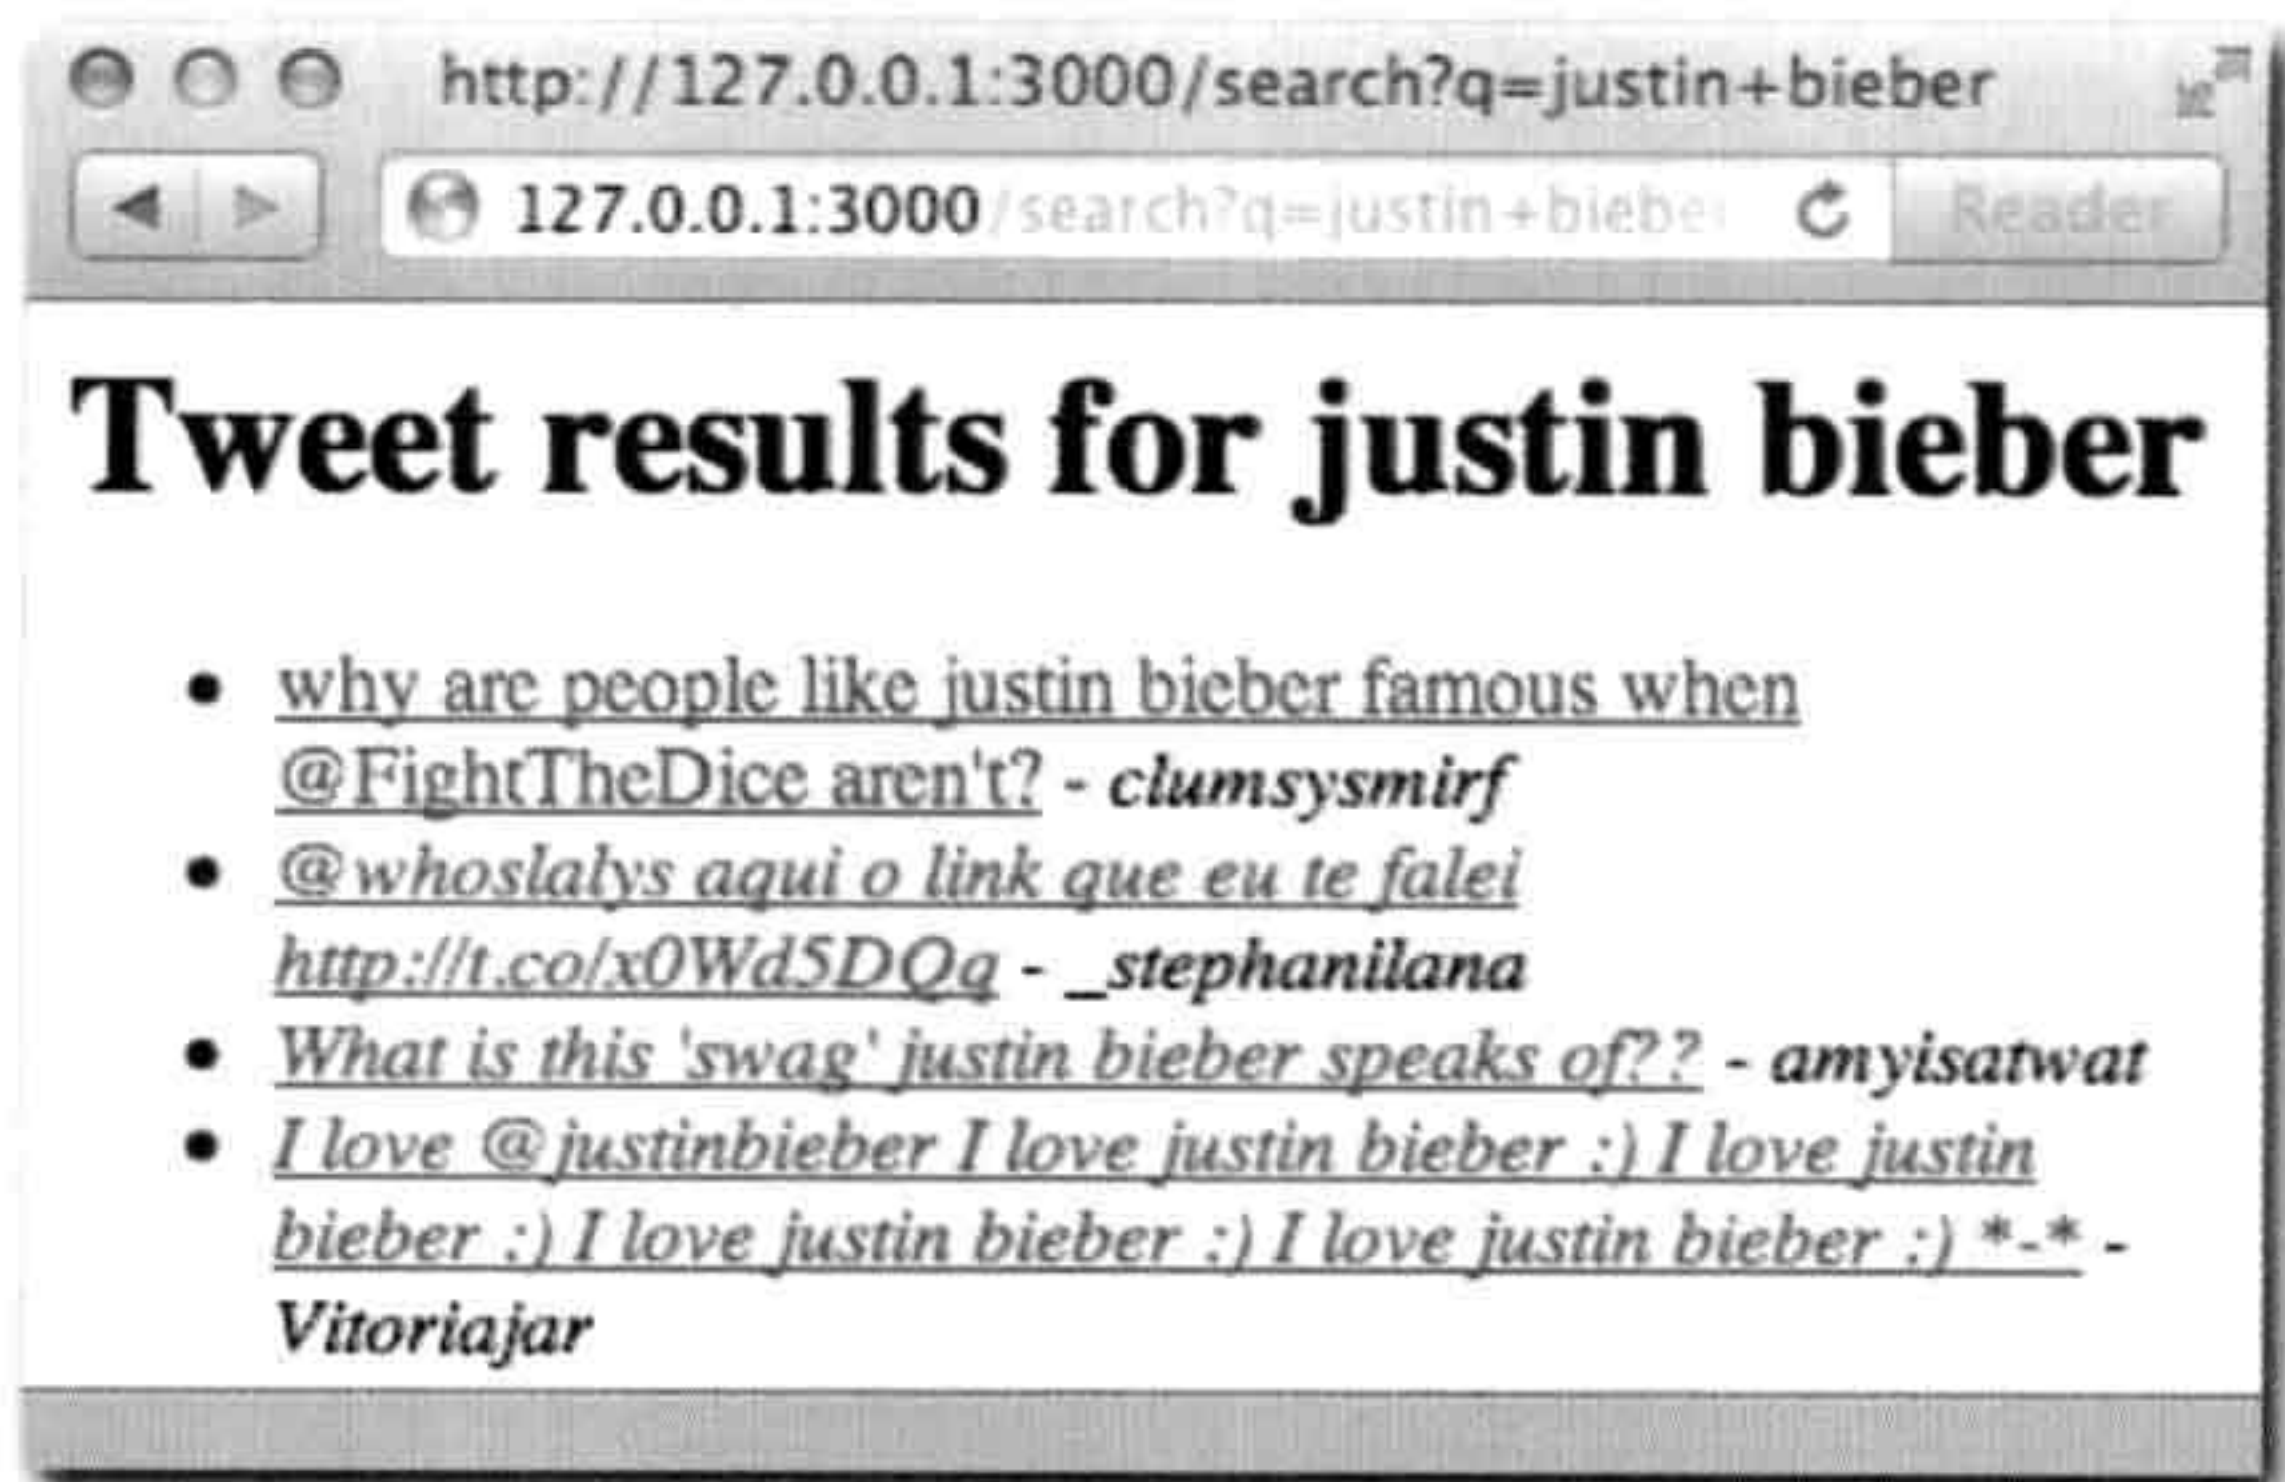 http://127.0.0.1:3000/search?q=justin+bieber
127.0.0.1:3000/search?q=justin+biebe
Reader
Tweet results for justin bieber
• why are people like justin bieber famous when
@FightTheDice aren't? - clumsysmirf
• @whoslalys aqui o link que eu te falei
http://t.co/x0Wd5DQq - _stephanilana
• What is this 'swag' justin bieber speaks of?? - amyisatwat
• I love @justinbieber I love justin bieber :) I love justin
bieber :) I love justin bieber :) I love justin bieber :) *-* -
Vitoriajar